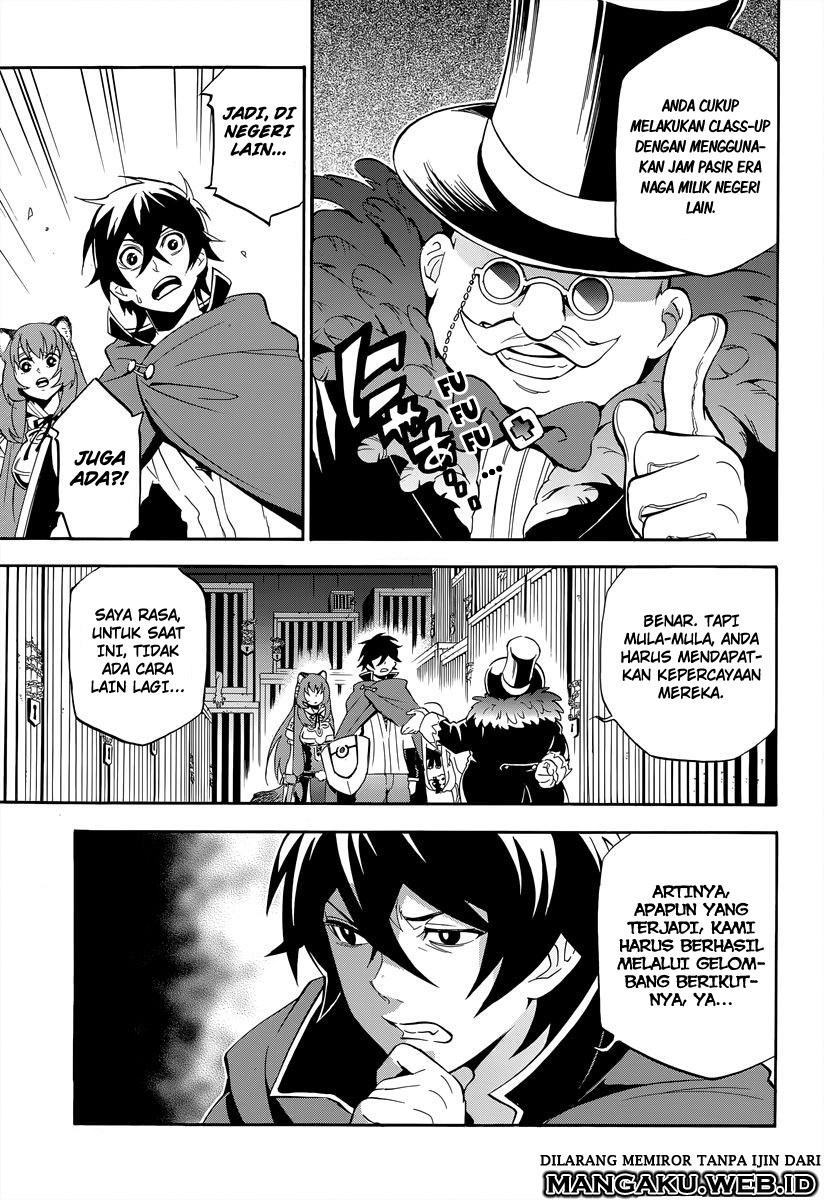 ANDA CUKUP
MELAKUKAN CLASS-UP
DENGAN MENGGUNA-
KAN JAM PASIR ERA
NAGA MILIK NEGERI
LAIN.
FU
FU
FU
....
JADI, DI
NEGERI
LAIN...
JUGA
ADA?!
BENAR. TAPI
MULA-MULA, ANDA
HARUS MENDAPAT-
KAN KEPERCAYAAN
MEREKA.
SAYA RASA,
UNTUK SAAT
INI, TIDAK
ADA CARA
LAIN LAGI...
ARTINYA,
APAPUN YANG
TERJADI, KAMI
HARUS BERHASIL
MELALUI GELOM-
BANG BERIKUT-
NYA, YA...
DILARANG MEMIROR TANPA IJIN DARI
MANGAKU.WEB.ID